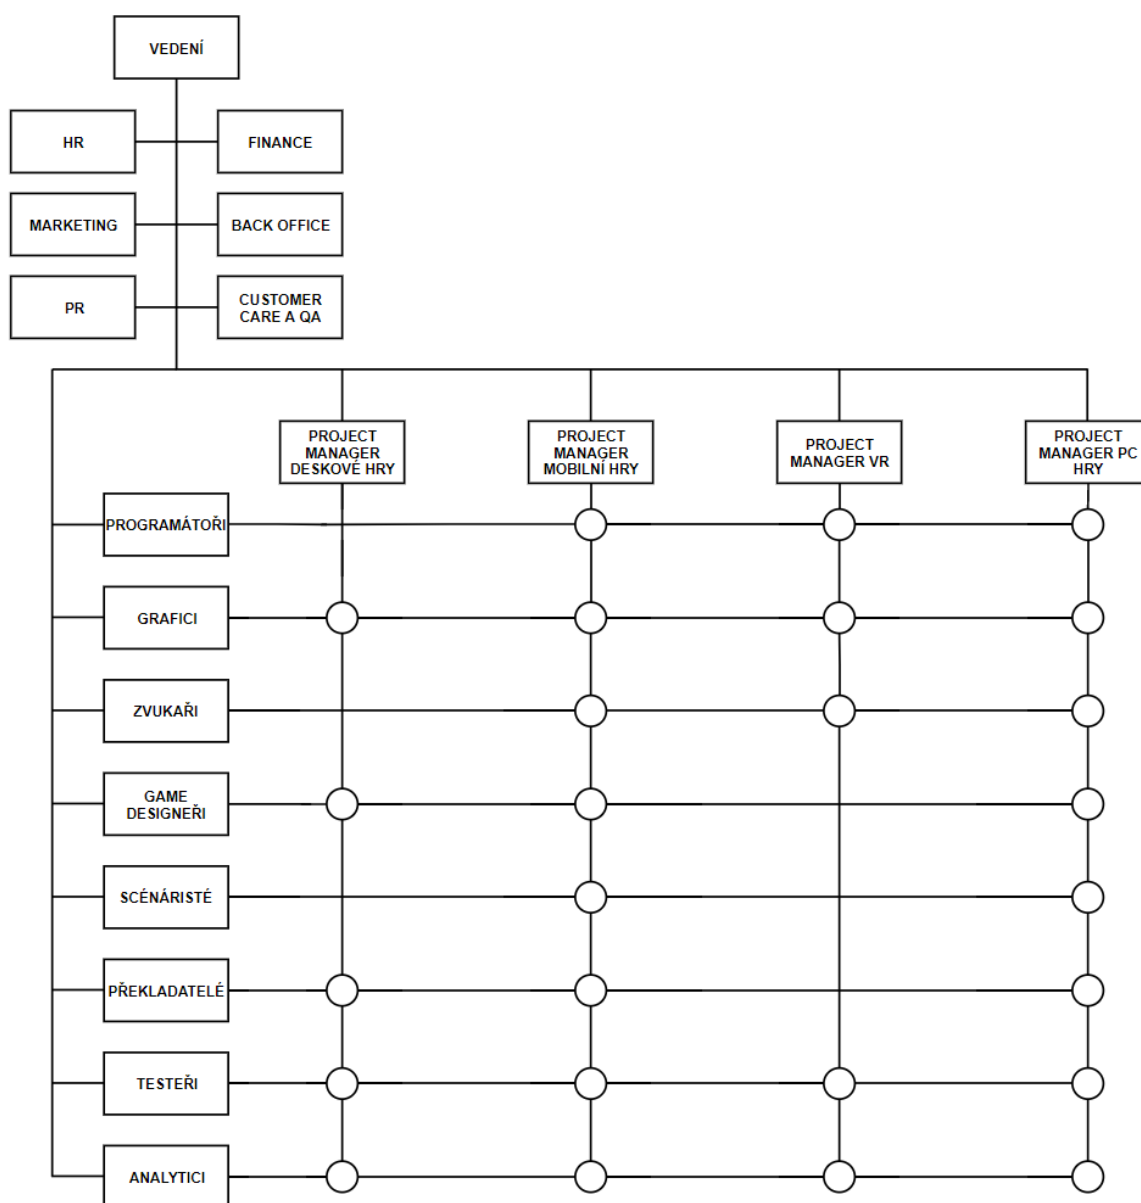 VEDENÍ
HR
FINANCE
MARKETING
BACK OFFICE
PR
CUSTOMER
CARE A QA
PROJECT
MANAGER
DESKOVÉ HRY
PROJECT
MANAGER
MOBILNÍ HRY
PROJECT
MANAGER VR
PROJECT
MANAGER PC
HRY
PROGRAMÁTOŘI
GRAFICI
ZVUKAŘI
GAME
DESIGNEŘI
SCÉNÁRISTÉ
PŘEKLADATELÉ
TESTEŘI
ANALYTICI